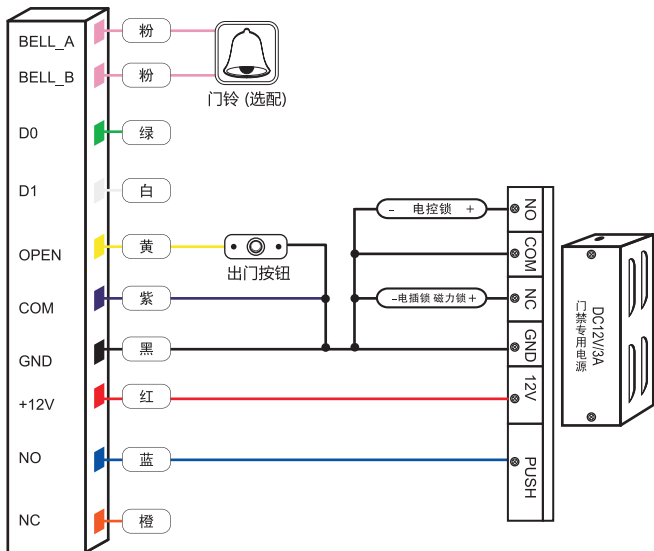 BELL_A
粉
BELL_B
粉
门铃 (选配)
D0
绿
D1
白
OPEN
黄
出门按钮
COM
紫
GND
黑
+12V
红
NO
蓝
NC
橙
- 电控锁 +
-电插锁 磁力锁+
NO
COM
NC
GND
12V
PUSH
DC12V/3A
门禁专用电源